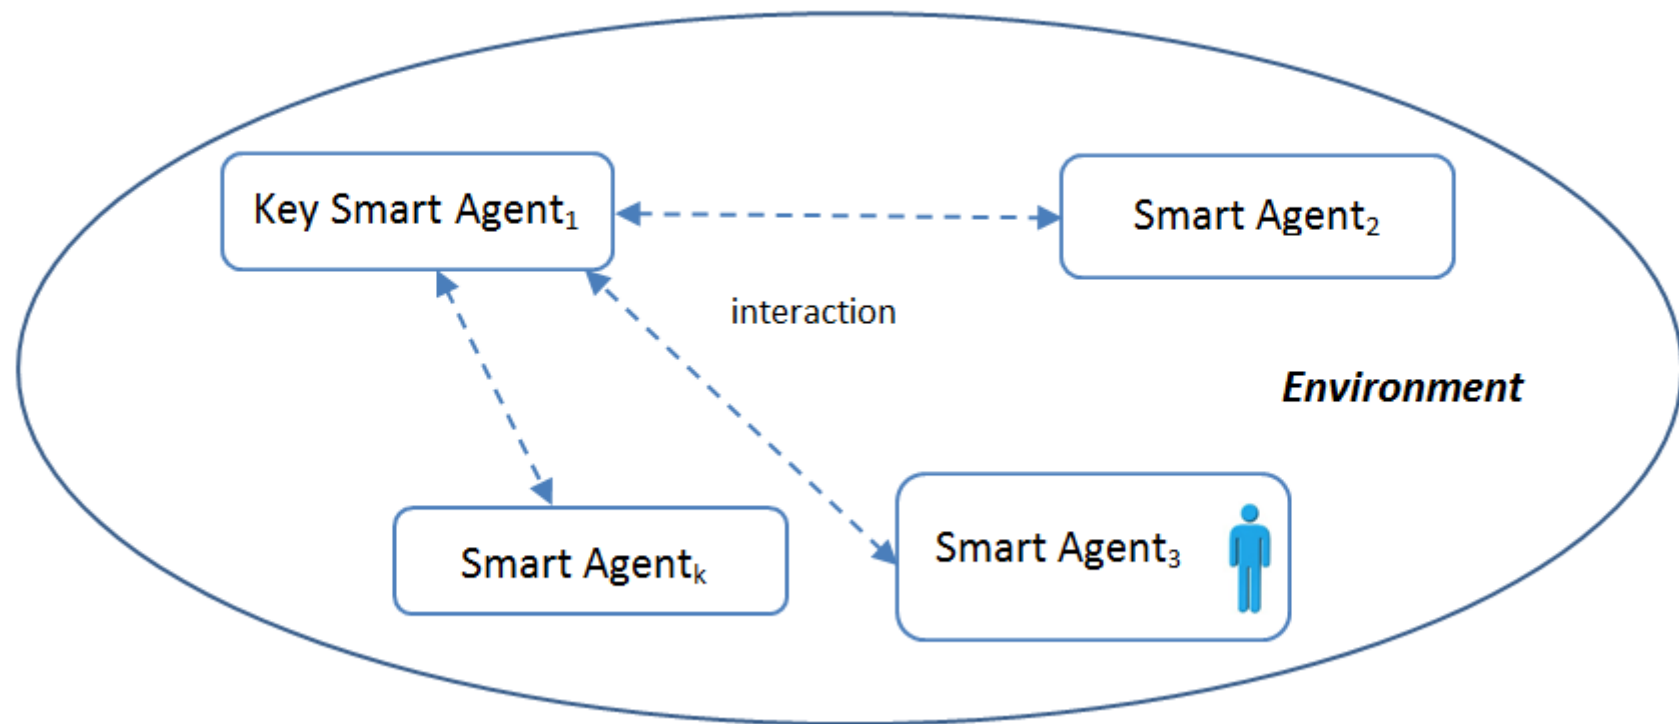 Key Smart Agent₁
Smart Agent₂
interaction
Environment
Smart Agentₖ
Smart Agent₃